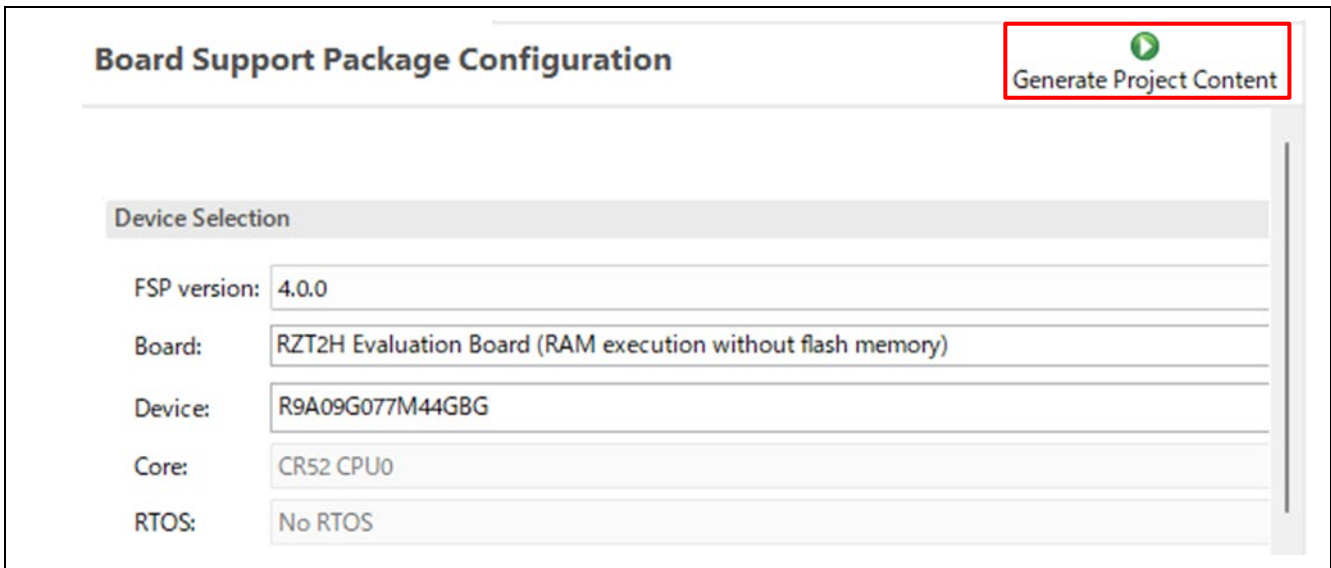 Board Support Package Configuration
Generate Project Content
Device Selection
FSP version: 4.0.0
Board: RZT2H Evaluation Board (RAM execution without flash memory)
Device: R9A09G077M44GBG
Core: CR52 CPU0
RTOS: No RTOS